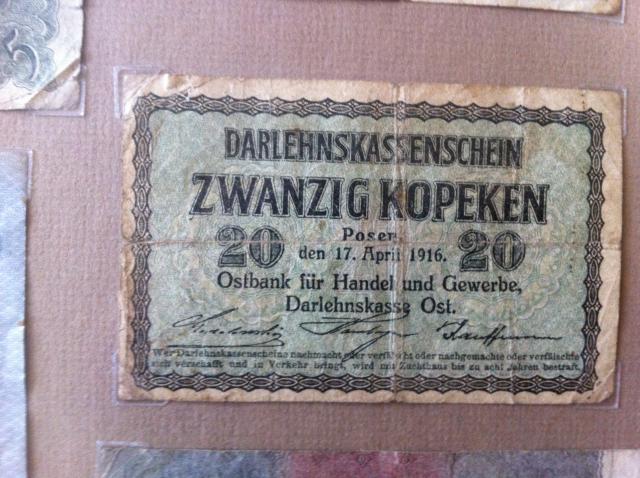 5
DARLEHNSKASSENSCHEIN
ZWANZIG KOPEKEN
20 Posen 20
den 17. April 1916.
Ostbank für Handel und Gewerbe,
Darlehnskasse Ost.
Wer Darlehnskassenscheine nachmacht oder verfälscht oder nachgemachte oder verfälschte
sich verschafft und in Verkehr bringt, wird mit Zuchthaus bis zu acht Jahren bestraft.